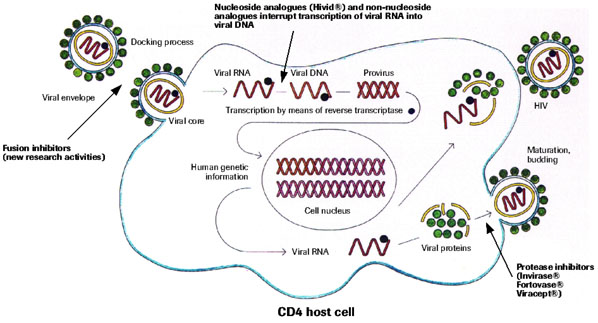 Nucleoside analogues (Hivid®) and non-nucleoside
analogues interrupt transcription of viral RNA into
viral DNA
Docking process
Viral envelope
Viral RNA
Viral DNA
Provirus
HIV
Viral core
Transcription by means of reverse transcriptase
Fusion inhibitors
(new research activities)
Human genetic
information
Maturation,
budding
Cell nucleus
Viral RNA
Viral proteins
Protease inhibitors
(Invirase®
Fortovase®
Viracept®)
CD4 host cell